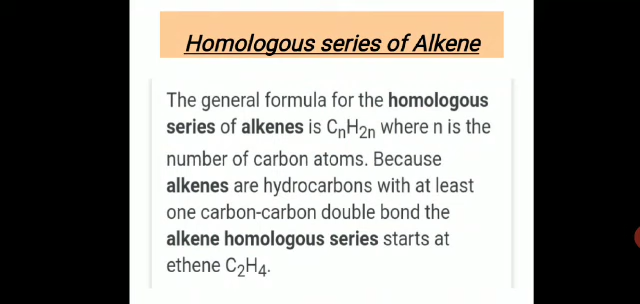 Homologous series of Alkene
The general formula for the homologous
series of alkenes is CₙH₂ₙ where n is the
number of carbon atoms. Because
alkenes are hydrocarbons with at least
one carbon-carbon double bond the
alkene homologous series starts at
ethene C₂H₄.